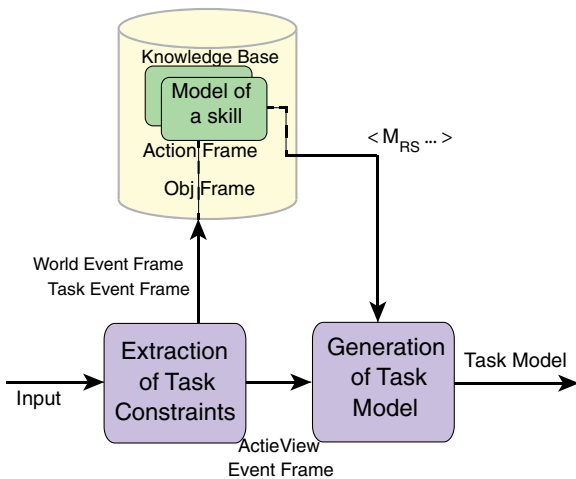 Knowledge Base
Model of
a skill
Action Frame
Obj Frame
< M_RS ... >
World Event Frame
Task Event Frame
Extraction
of Task
Constraints
Generation
of Task
Model
Input
Task Model
ActieView
Event Frame